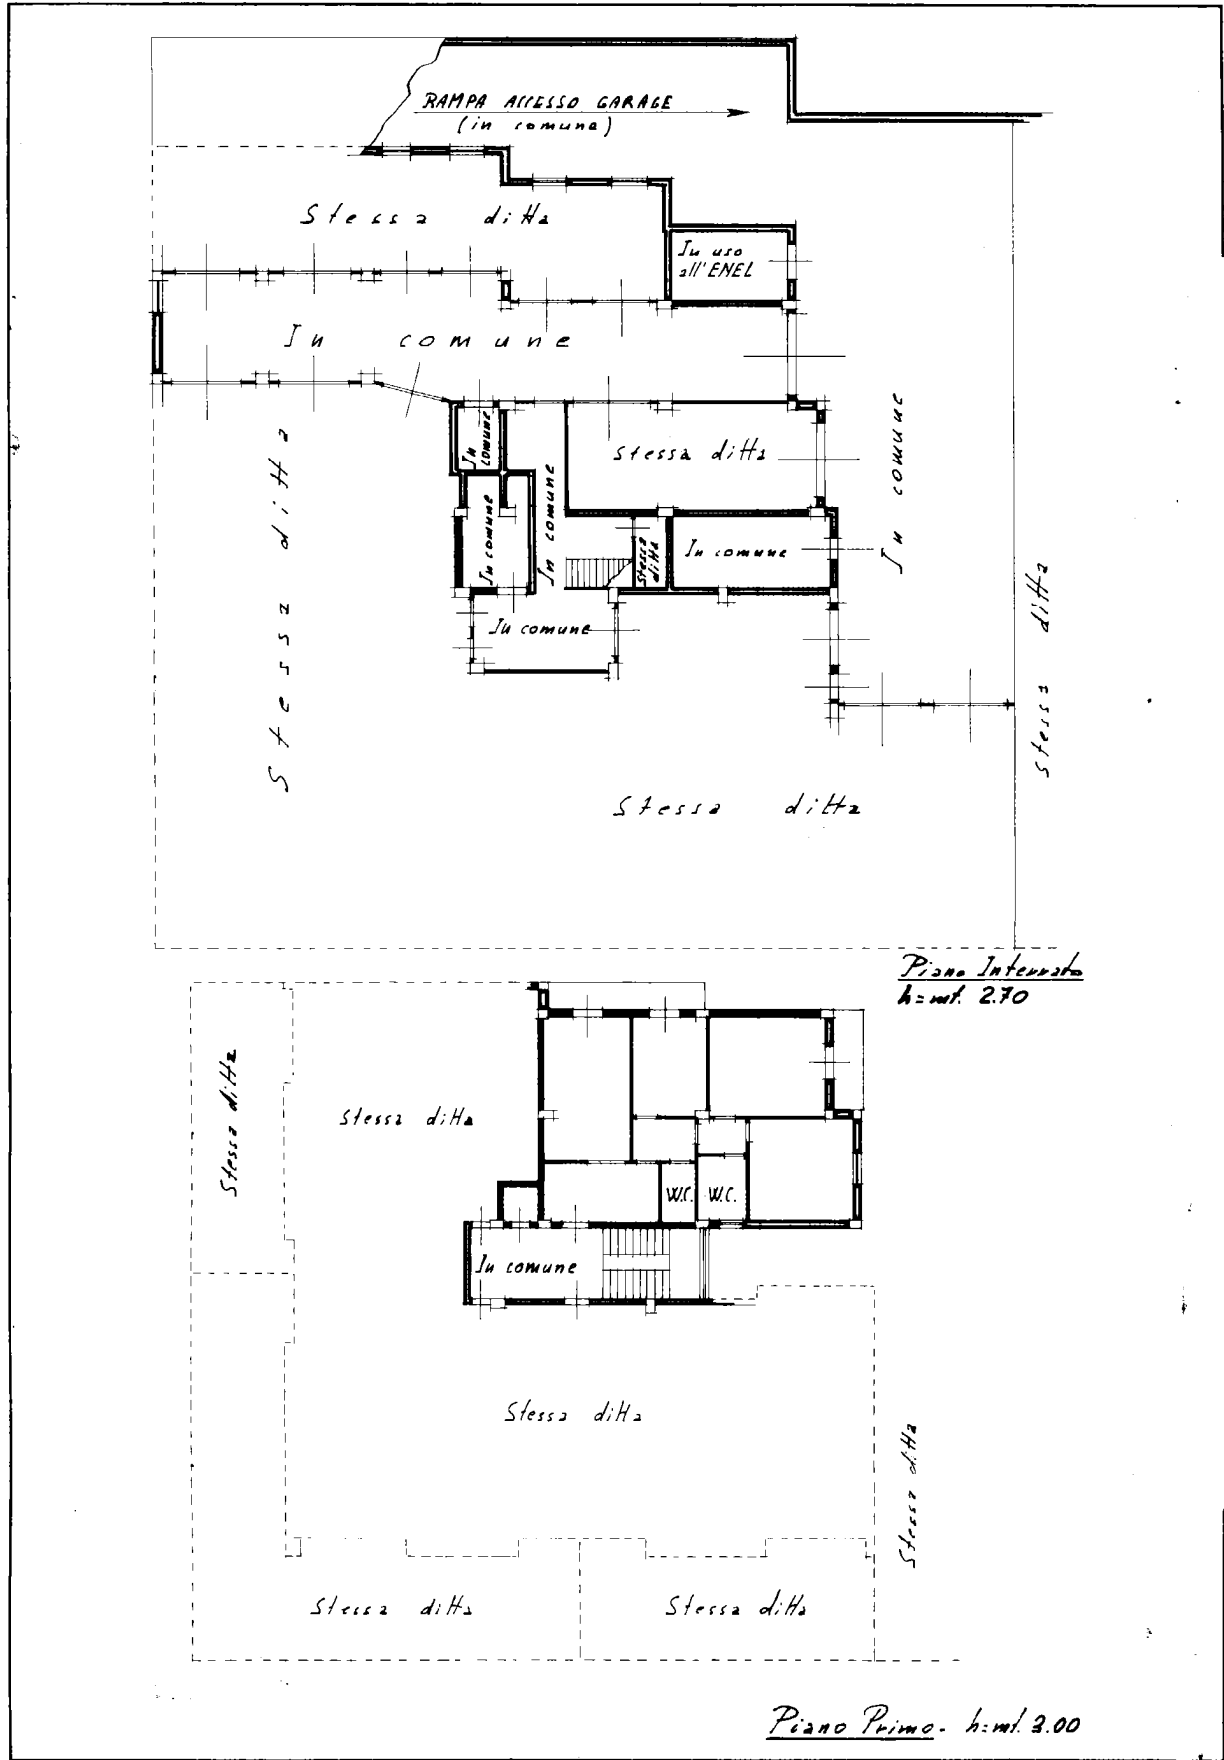 RAMPA ACCESSO GARAGE
(in comune)
Stessa ditta
In uso
all'ENEL
In comune
In
comune
Stessa ditta
In comune
In comune
In comune
In comune
Stessa
ditta
In comune
In comune
Stessa ditta
Stessa ditta
Stessa ditta
Piano Interrato
h=mt. 2.70
Stessa ditta
Stessa ditta
W.C.
W.C.
In comune
Stessa ditta
Stessa ditta
Stessa ditta
Stessa ditta
Piano Primo - h=mt. 3.00